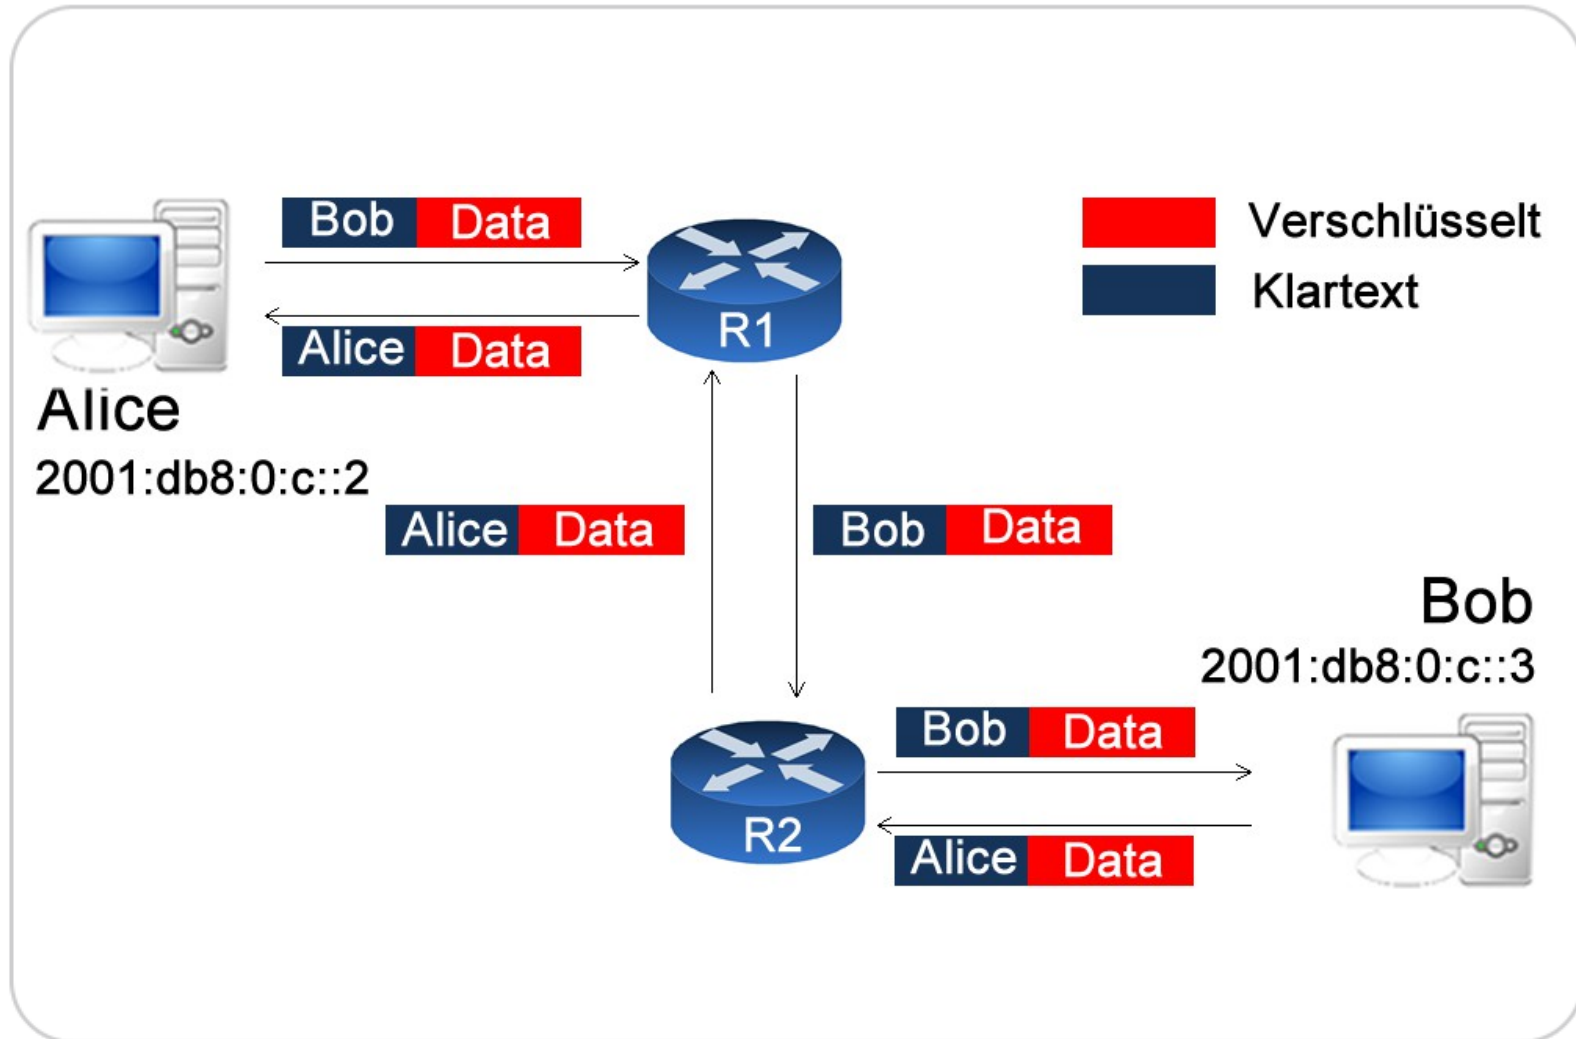 Bob Data
Verschlüsselt
Klartext
R1
Alice Data
Alice
2001:db8:0:c::2
Alice Data
Bob Data
Bob
2001:db8:0:c::3
Bob Data
R2
Alice Data